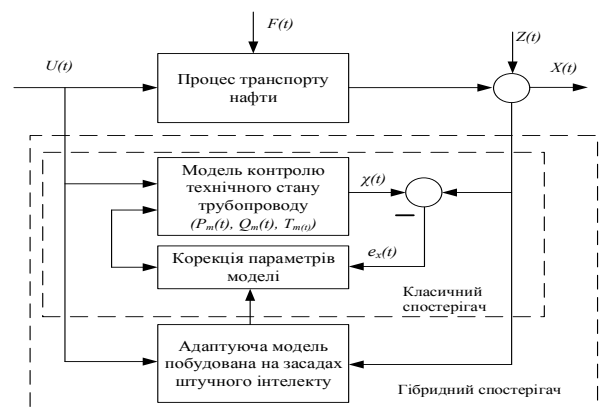 F(t)
Z(t)
U(t)
X(t)
Процес транспорту
нафти
Модель контролю
технічного стану
трубопроводу
(Pm(t), Qm(t), Tm(t))
χ(t)
Корекція параметрів
моделі
ex(t)
Класичний
спостерігач
Адаптуюча модель
побудована на засадах
штучного інтелекту
Гібридний спостерігач